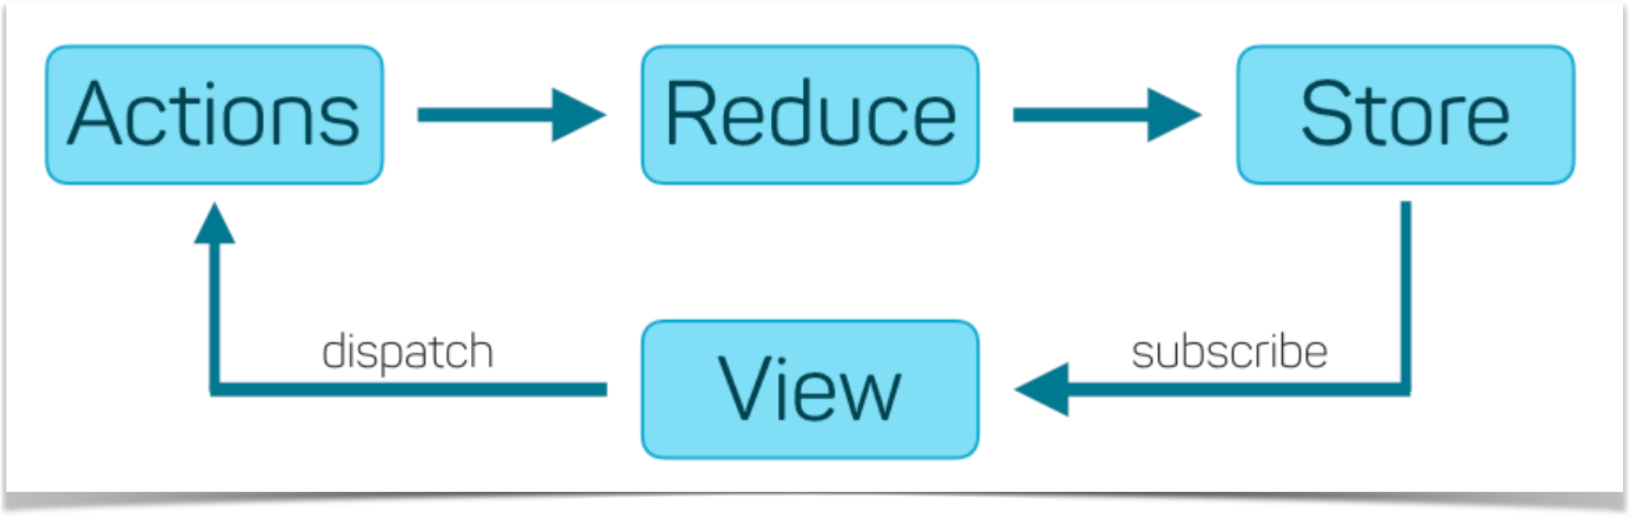 Actions
Reduce
Store
dispatch
subscribe
View